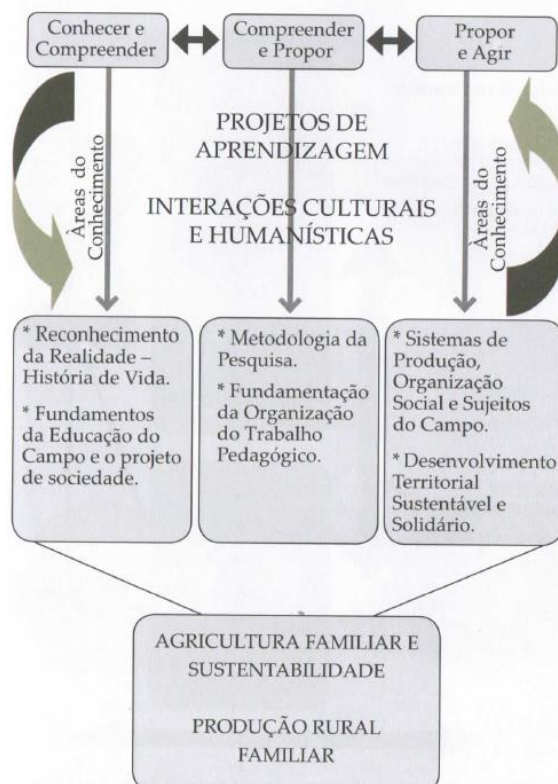 Conhecer e
Compreender
Compreender
e Propor
Propor
e Agir
PROJETOS DE
APRENDIZAGEM
INTERAÇÕES CULTURAIS
E HUMANÍSTICAS
Àreas do
Conhecimento
Àreas do
Conhecimento
* Reconhecimento
da Realidade –
História de Vida.
* Fundamentos
da Educação do
Campo e o projeto
de sociedade.
* Metodologia da
Pesquisa.
* Fundamentação
da Organização
do Trabalho
Pedagógico.
* Sistemas de
Produção,
Organização
Social e Sujeitos
do Campo.
* Desenvolvimento
Territorial
Sustentável e
Solidário.
AGRICULTURA FAMILIAR E
SUSTENTABILIDADE
PRODUÇÃO RURAL
FAMILIAR